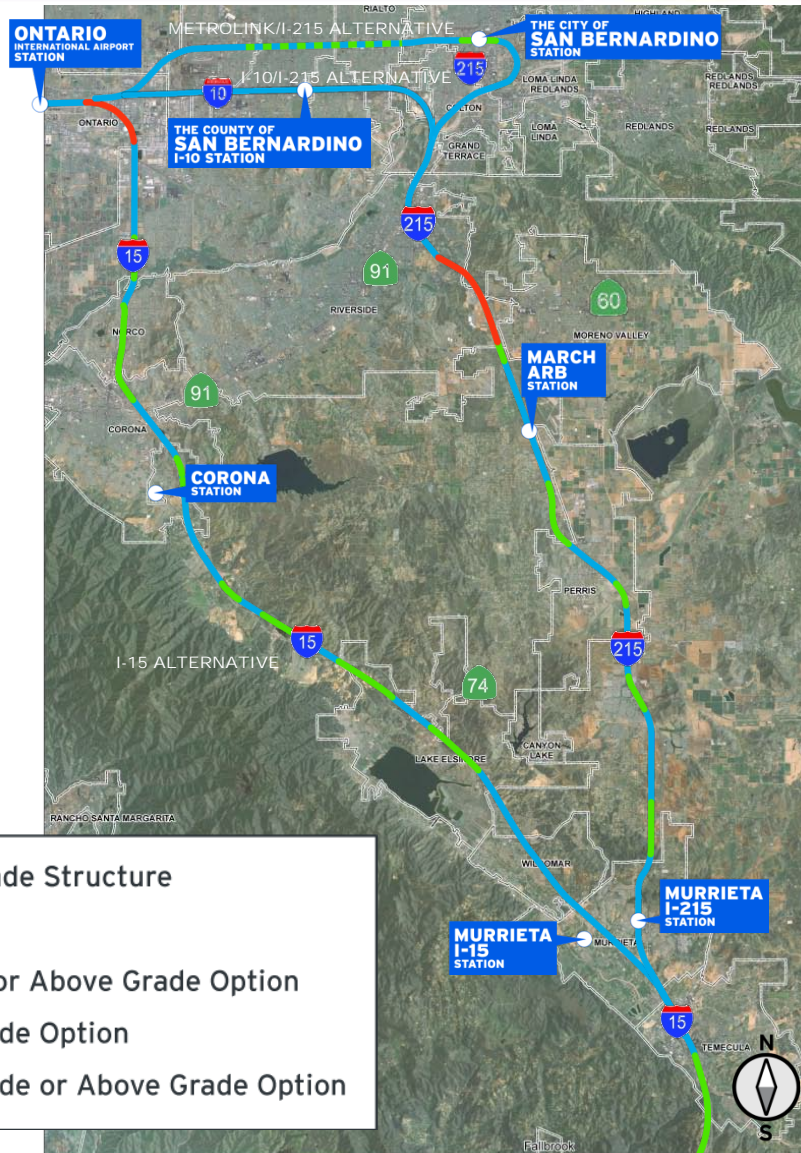 RIALTO
HIGHLAND
ONTARIO
INTERNATIONAL AIRPORT
STATION
METROLINK/I-215 ALTERNATIVE
THE CITY OF
SAN BERNARDINO
STATION
215
I-10/I-215 ALTERNATIVE
10
LOMA LINDA
REDLANDS
REDLANDS
REDLANDS
COLTON
ONTARIO
THE COUNTY OF
SAN BERNARDINO
I-10 STATION
LOMA
LINDA
REDLANDS
REDLANDS
GRAND
TERRACE
215
15
91
60
RIVERSIDE
NORCO
MORENO VALLEY
MARCH
ARB
STATION
91
CORONA
CORONA
STATION
PERRIS
15
215
I-15 ALTERNATIVE
74
CANYON
LAKE
LAKE ELSINORE
RANCHO SANTA MARGARITA
WILDOMAR
ade Structure
or Above Grade Option
de Option
de or Above Grade Option
MURRIETA
I-215
STATION
MURRIETA
I-15
STATION
MURRIETA
15
TEMECULA
N
S
Fallbrook